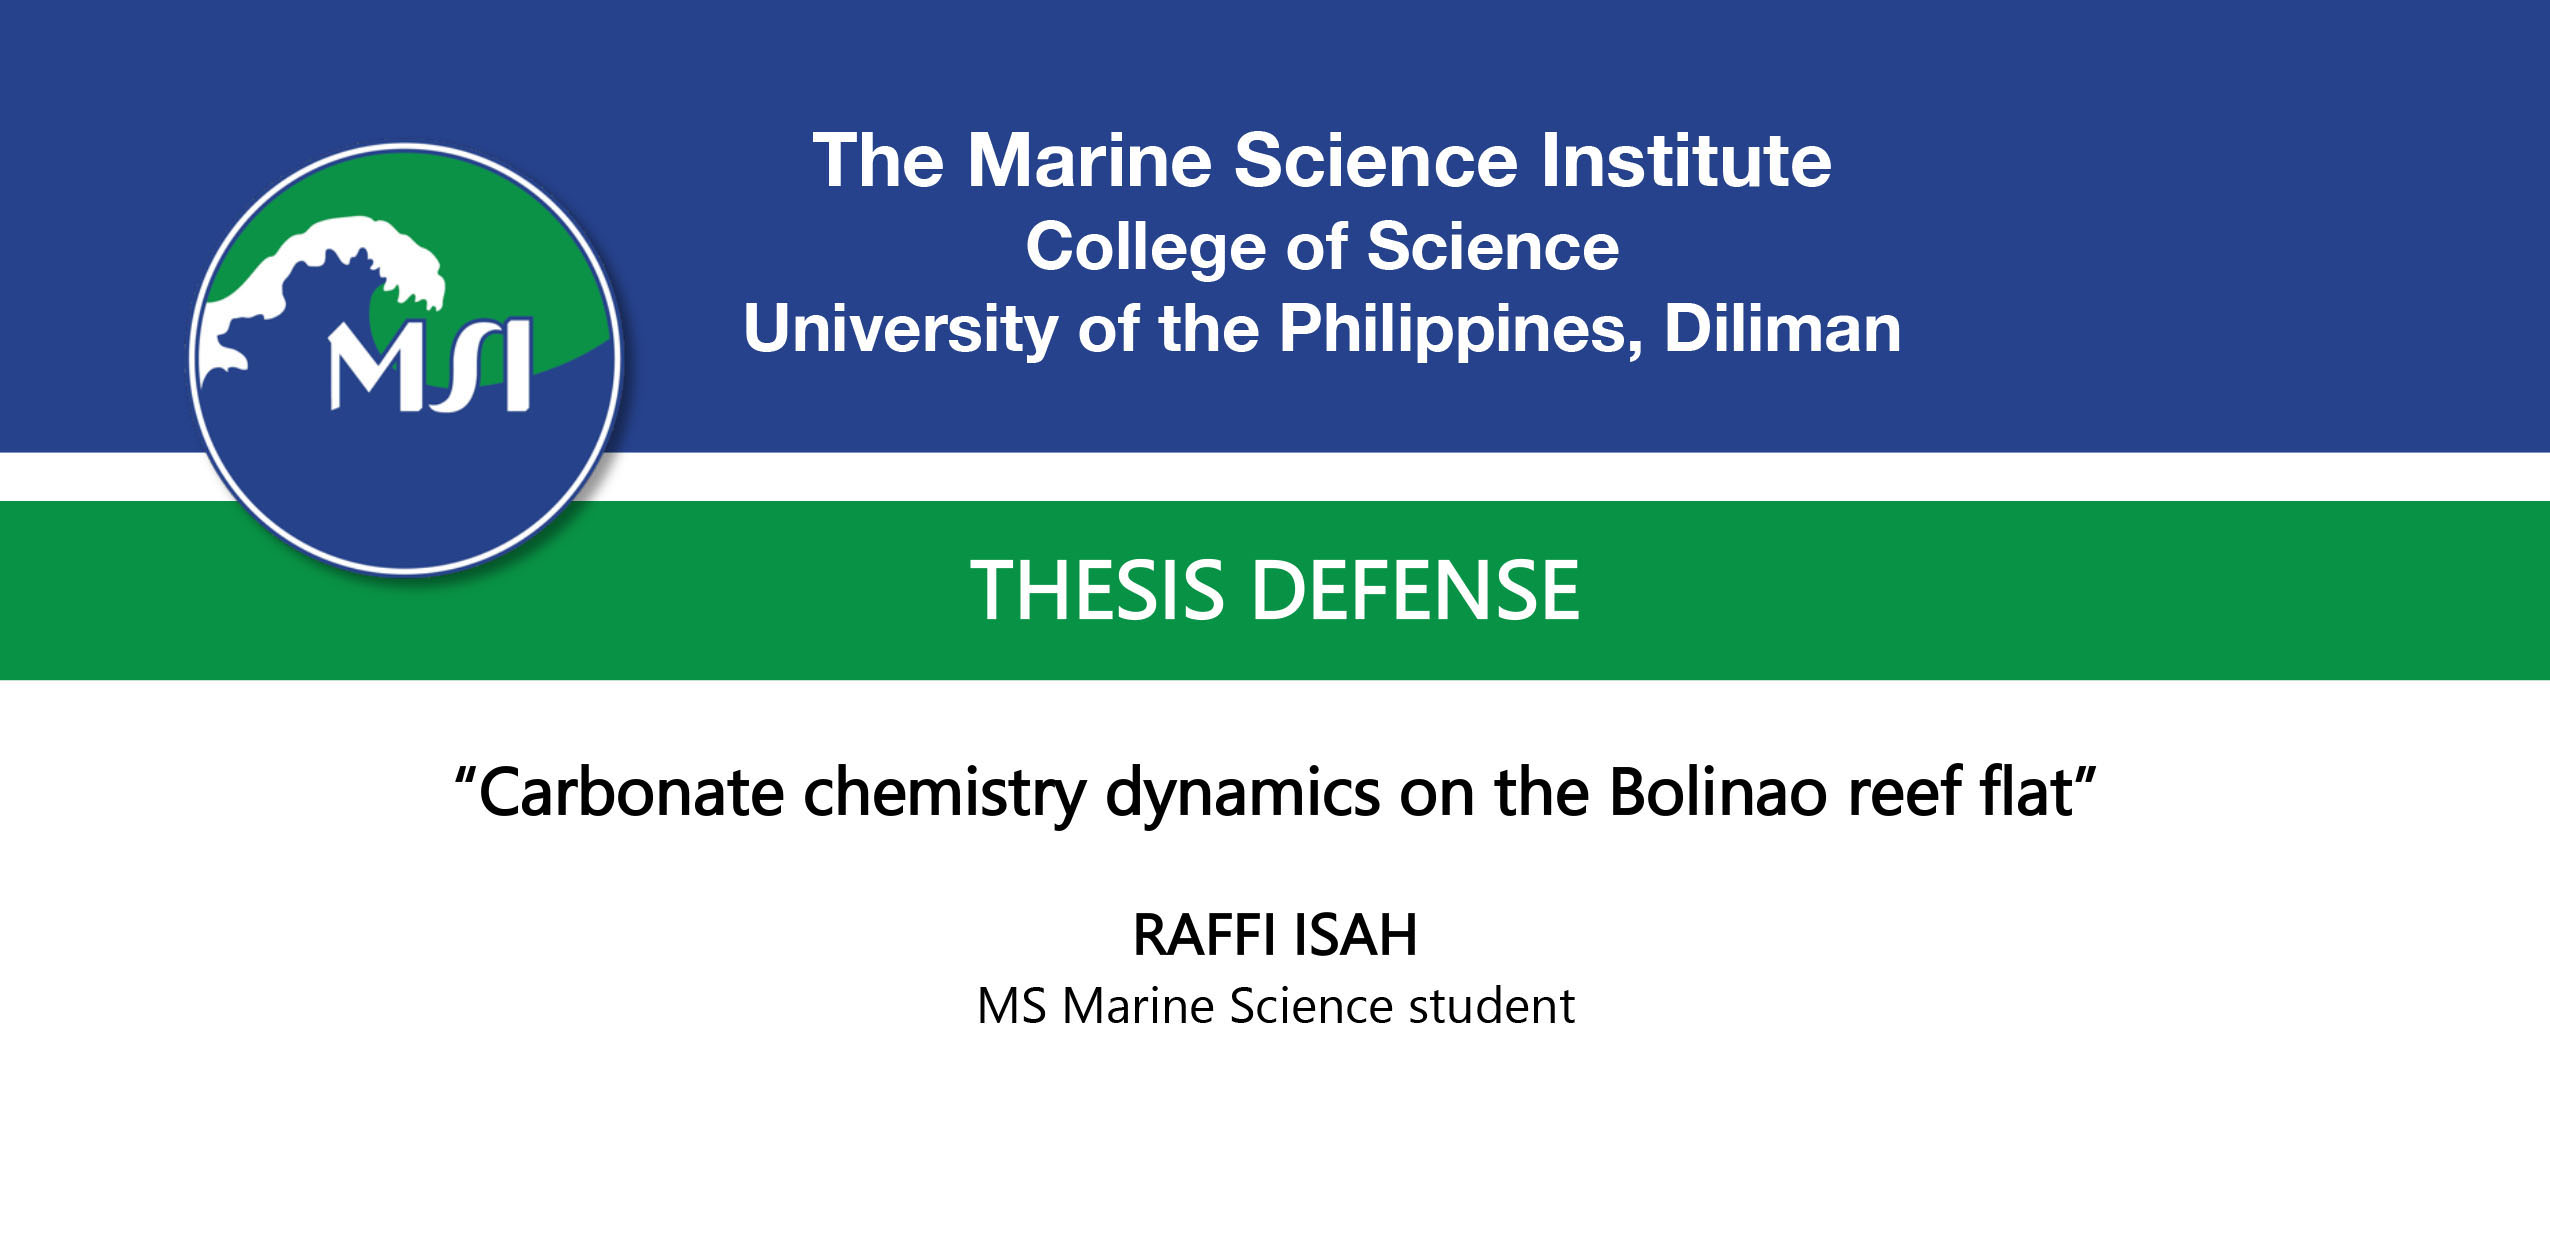 The Marine Science Institute
College of Science
University of the Philippines, Diliman
MSI
THESIS DEFENSE
“Carbonate chemistry dynamics on the Bolinao reef flat”
RAFFI ISAH
MS Marine Science student